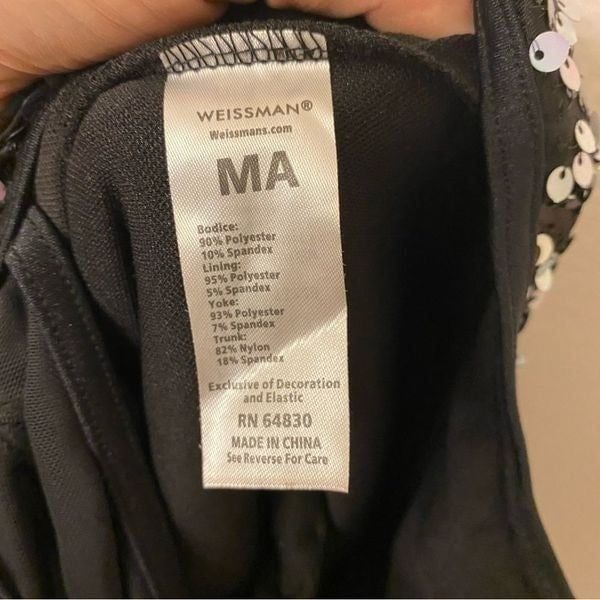 WEISSMAN®
Weissmans.com
MA
Bodice:
90% Polyester
10% Spandex
Lining:
95% Polyester
5% Spandex
Yoke:
93% Polyester
7% Spandex
Trunk:
82% Nylon
18% Spandex
Exclusive of Decoration
and Elastic
RN 64830
MADE IN CHINA
See Reverse For Care